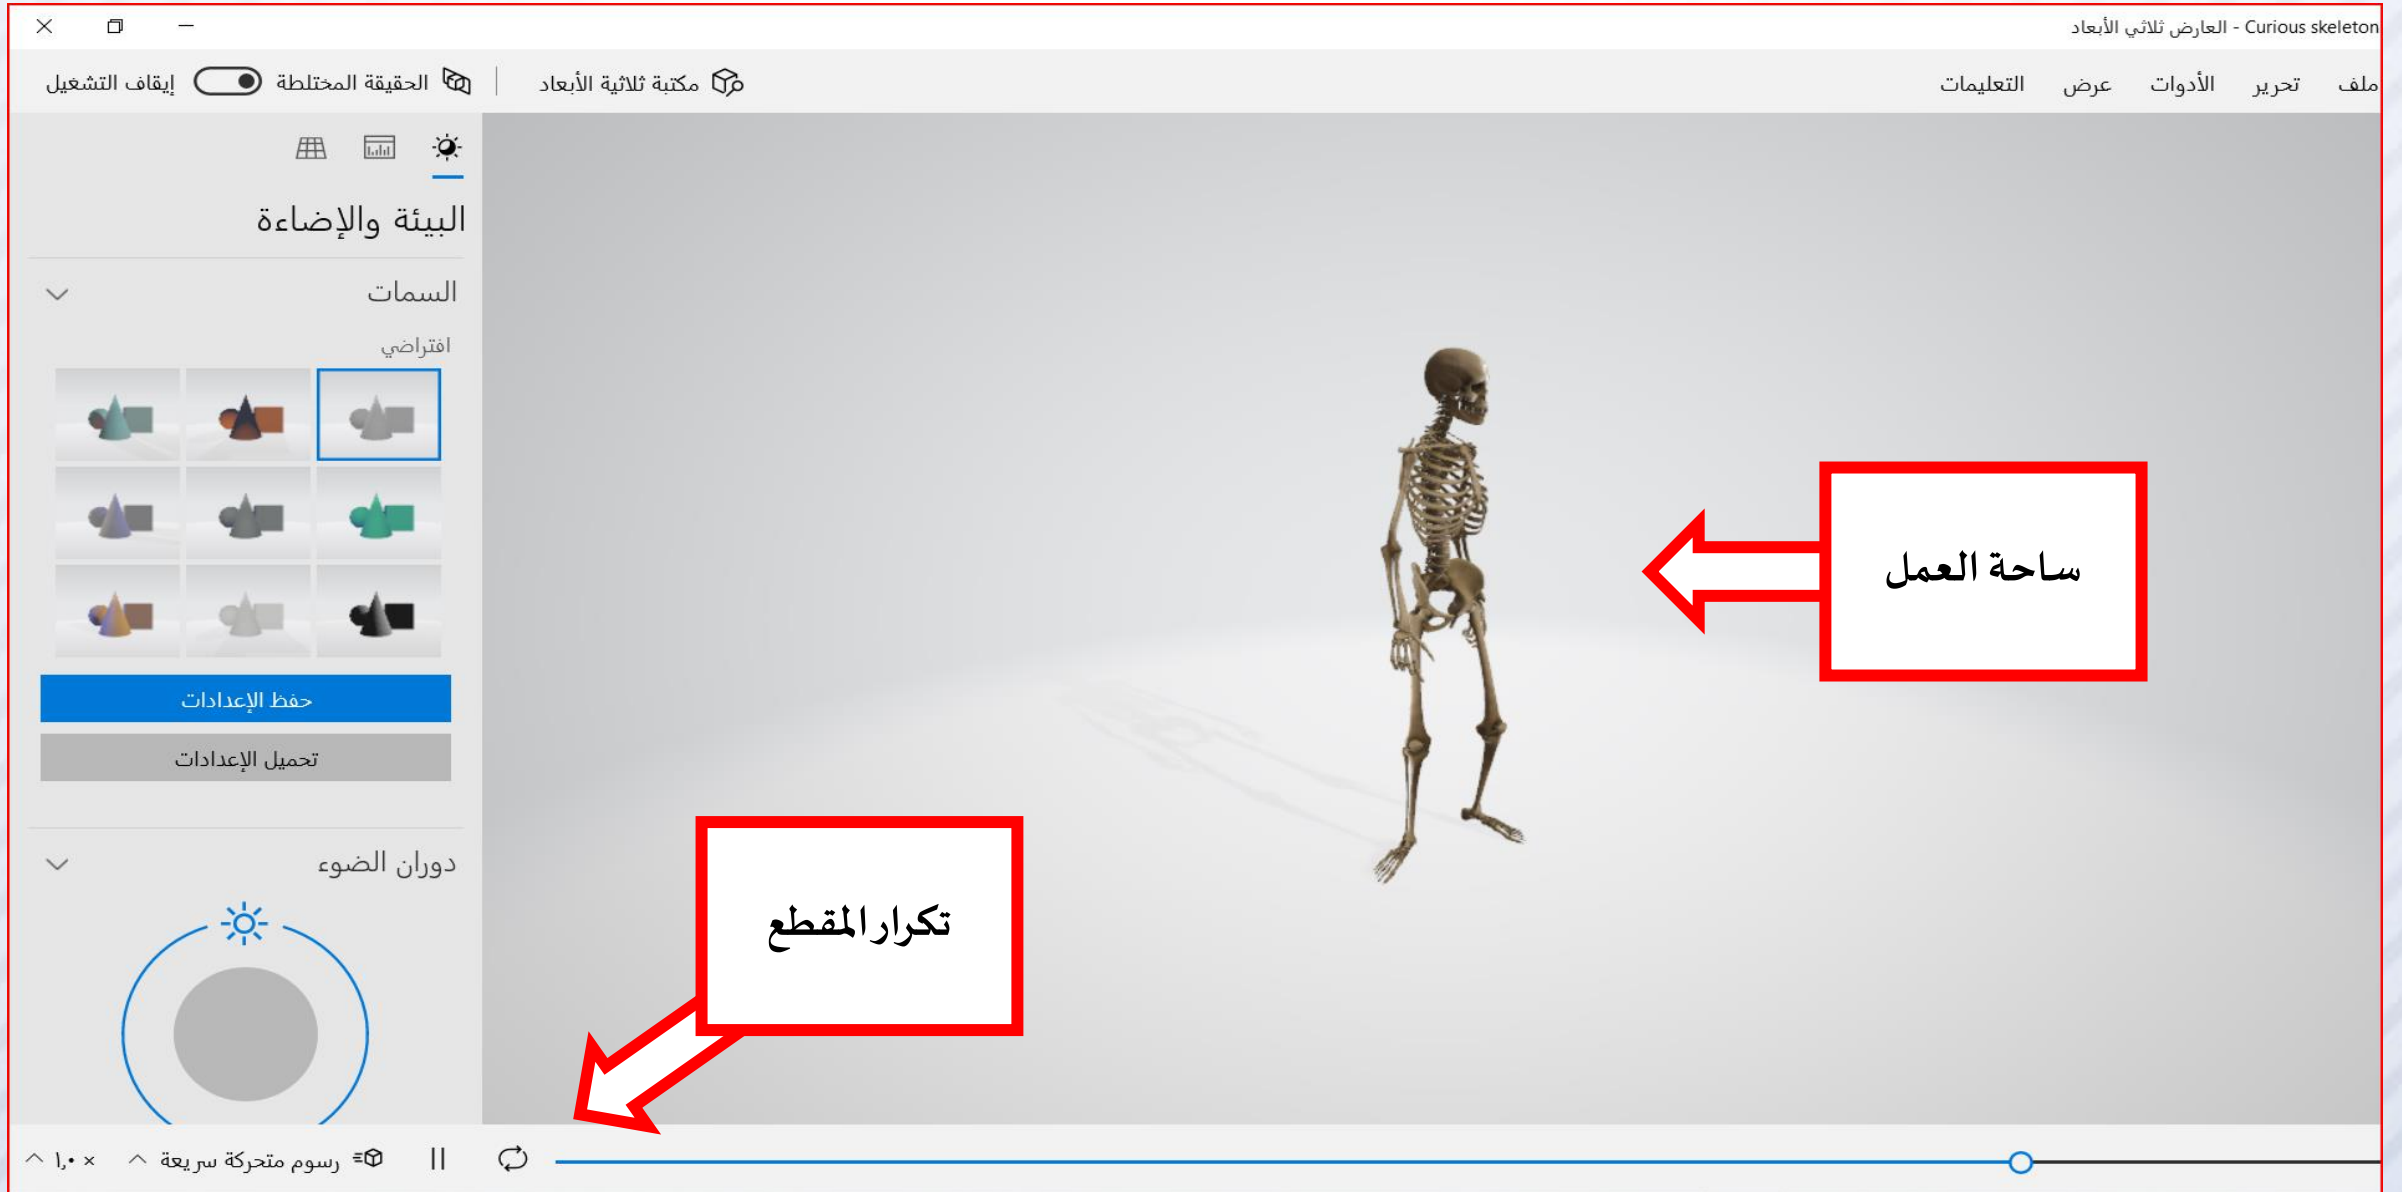 Curious skeleton - العارض ثلاثي الأبعاد
ملف تحرير الأدوات عرض التعليمات
مكتبة ثلاثية الأبعاد
الحقيقة المختلطة إيقاف التشغيل
البيئة والإضاءة
السمات
افتراضي
حفظ الإعدادات
تحميل الإعدادات
دوران الضوء
ساحة العمل
تكرار المقطع
رسوم متحركة سريعة
× ١,٠